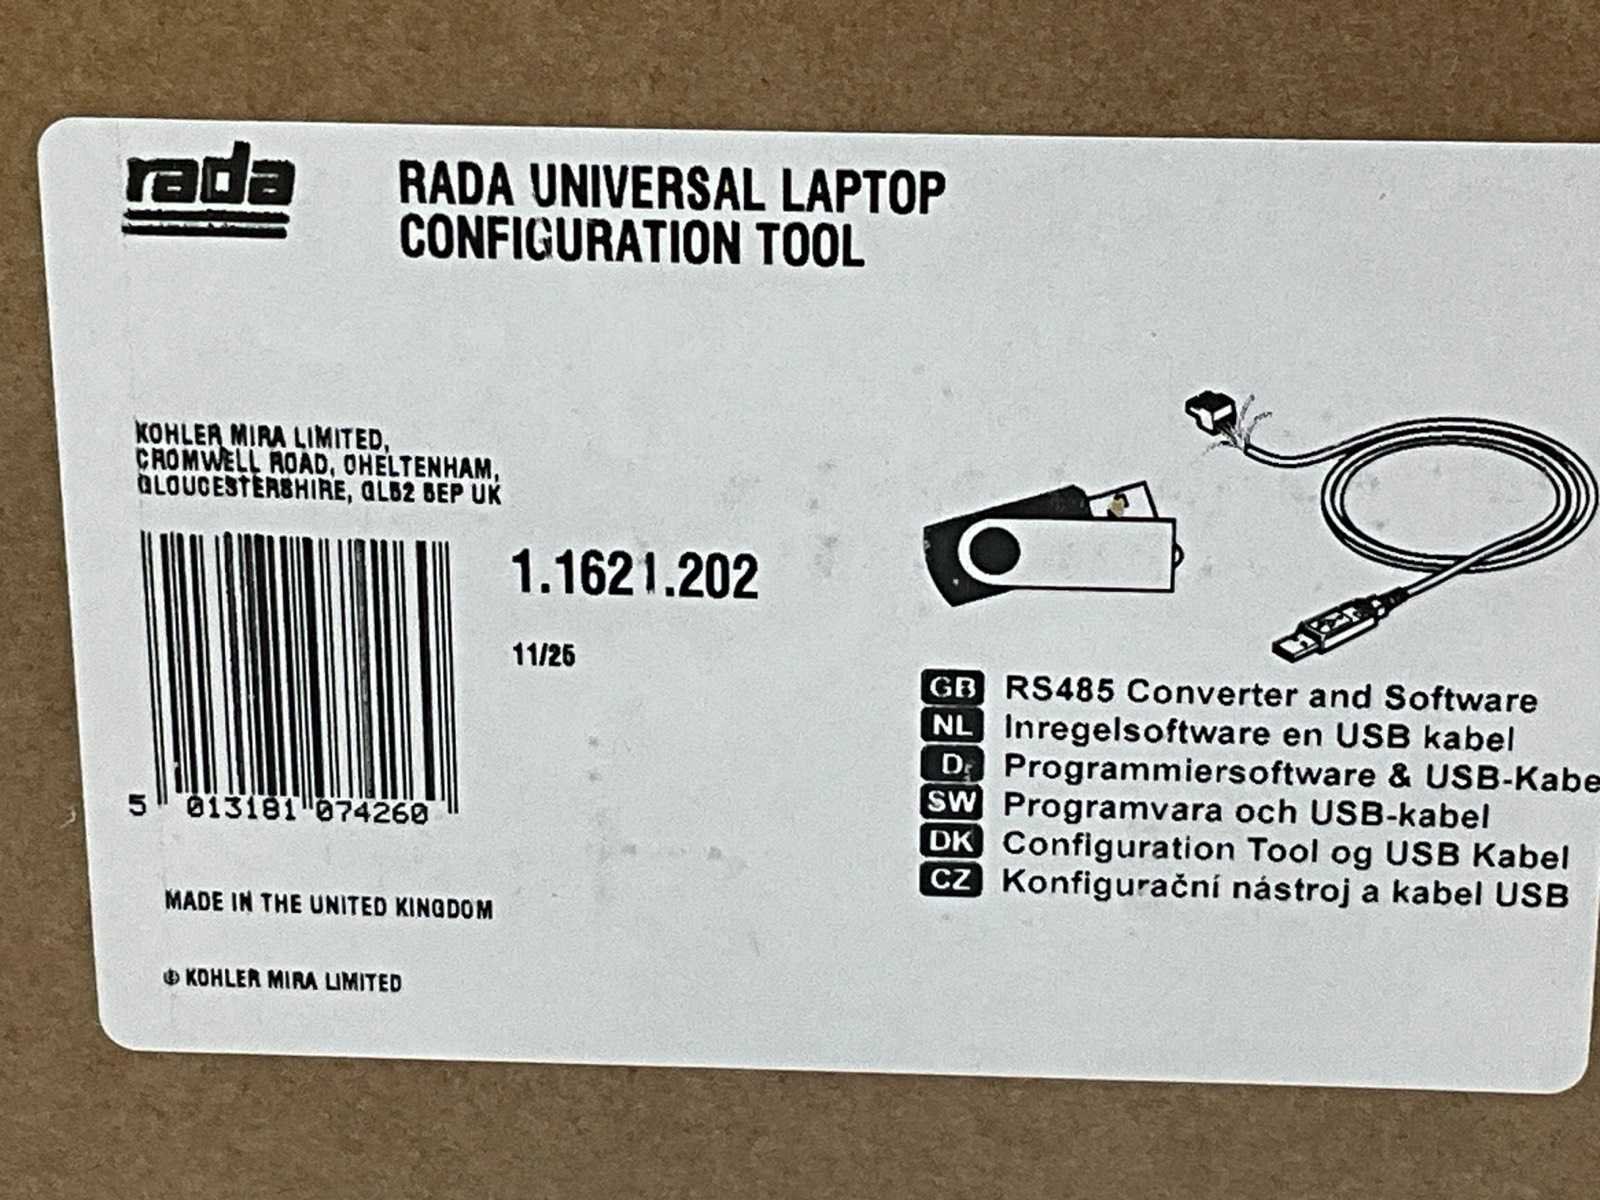 rada
RADA UNIVERSAL LAPTOP
CONFIGURATION TOOL
KOHLER MIRA LIMITED,
CROMWELL ROAD, CHELTENHAM,
GLOUCESTERSHIRE, GL52 5EP UK
1.1621.202
11/25
5 013181 074260
MADE IN THE UNITED KINGDOM
© KOHLER MIRA LIMITED
GB RS485 Converter and Software
NL Inregelsoftware en USB kabel
D Programmiersoftware & USB-Kabe
SW Programvara och USB-kabel
DK Configuration Tool og USB Kabel
CZ Konfigurační nástroj a kabel USB